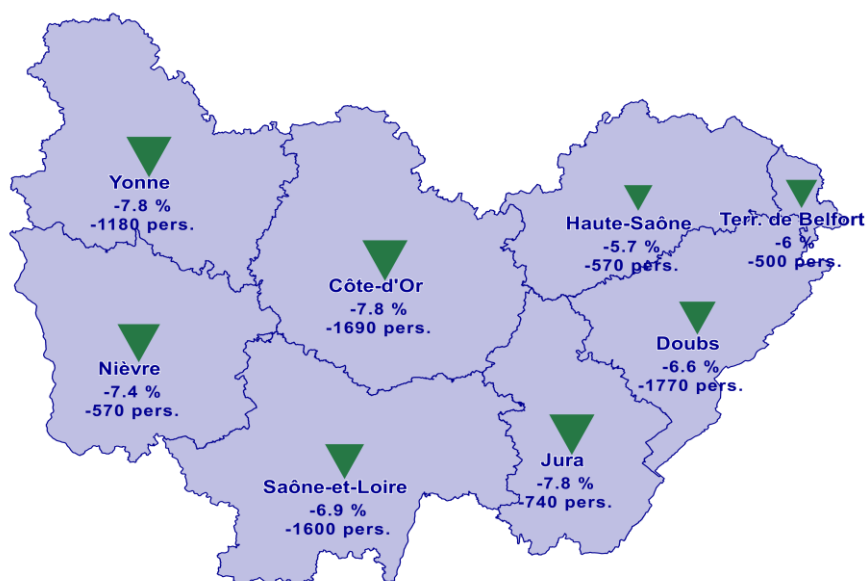 Yonne
-7.8 %
-1180 pers.
Haute-Saône
-5.7 %
-570 pers.
Terr. de Belfort
-6 %
-500 pers.
Côte-d'Or
-7.8 %
-1690 pers.
Doubs
-6.6 %
-1770 pers.
Nièvre
-7.4 %
-570 pers.
Jura
-7.8 %
-740 pers.
Saône-et-Loire
-6.9 %
-1600 pers.